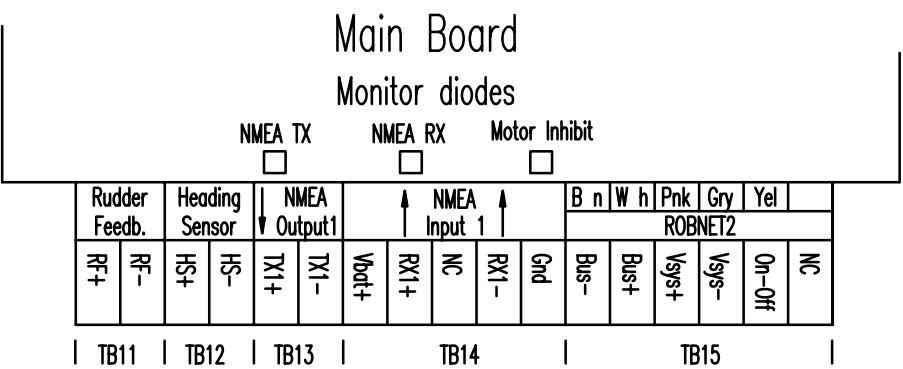 Main Board
Monitor diodes
NMEA TX NMEA RX Motor Inhibit
Rudder Feedb. Heading Sensor NMEA Output1 NMEA Input 1 B n W h Pnk Gry Yel
ROBNET2
RF+ RF- HS+ HS- TX1+ TX1- Vbat+ RX1+ NC RX1- Gnd Bus- Bus+ Vsys+ Vsys- On-Off NC
TB11 TB12 TB13 TB14 TB15